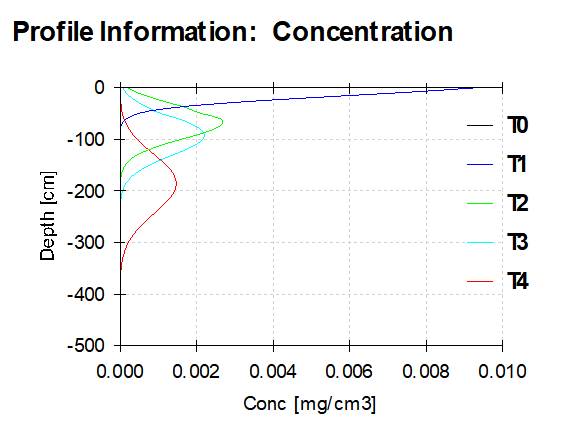 Profile Information: Concentration
0
-100
-200
-300
-400
-500
Depth [cm]
0.000 0.002 0.004 0.006 0.008 0.010
Conc [mg/cm3]
T0
T1
T2
T3
T4